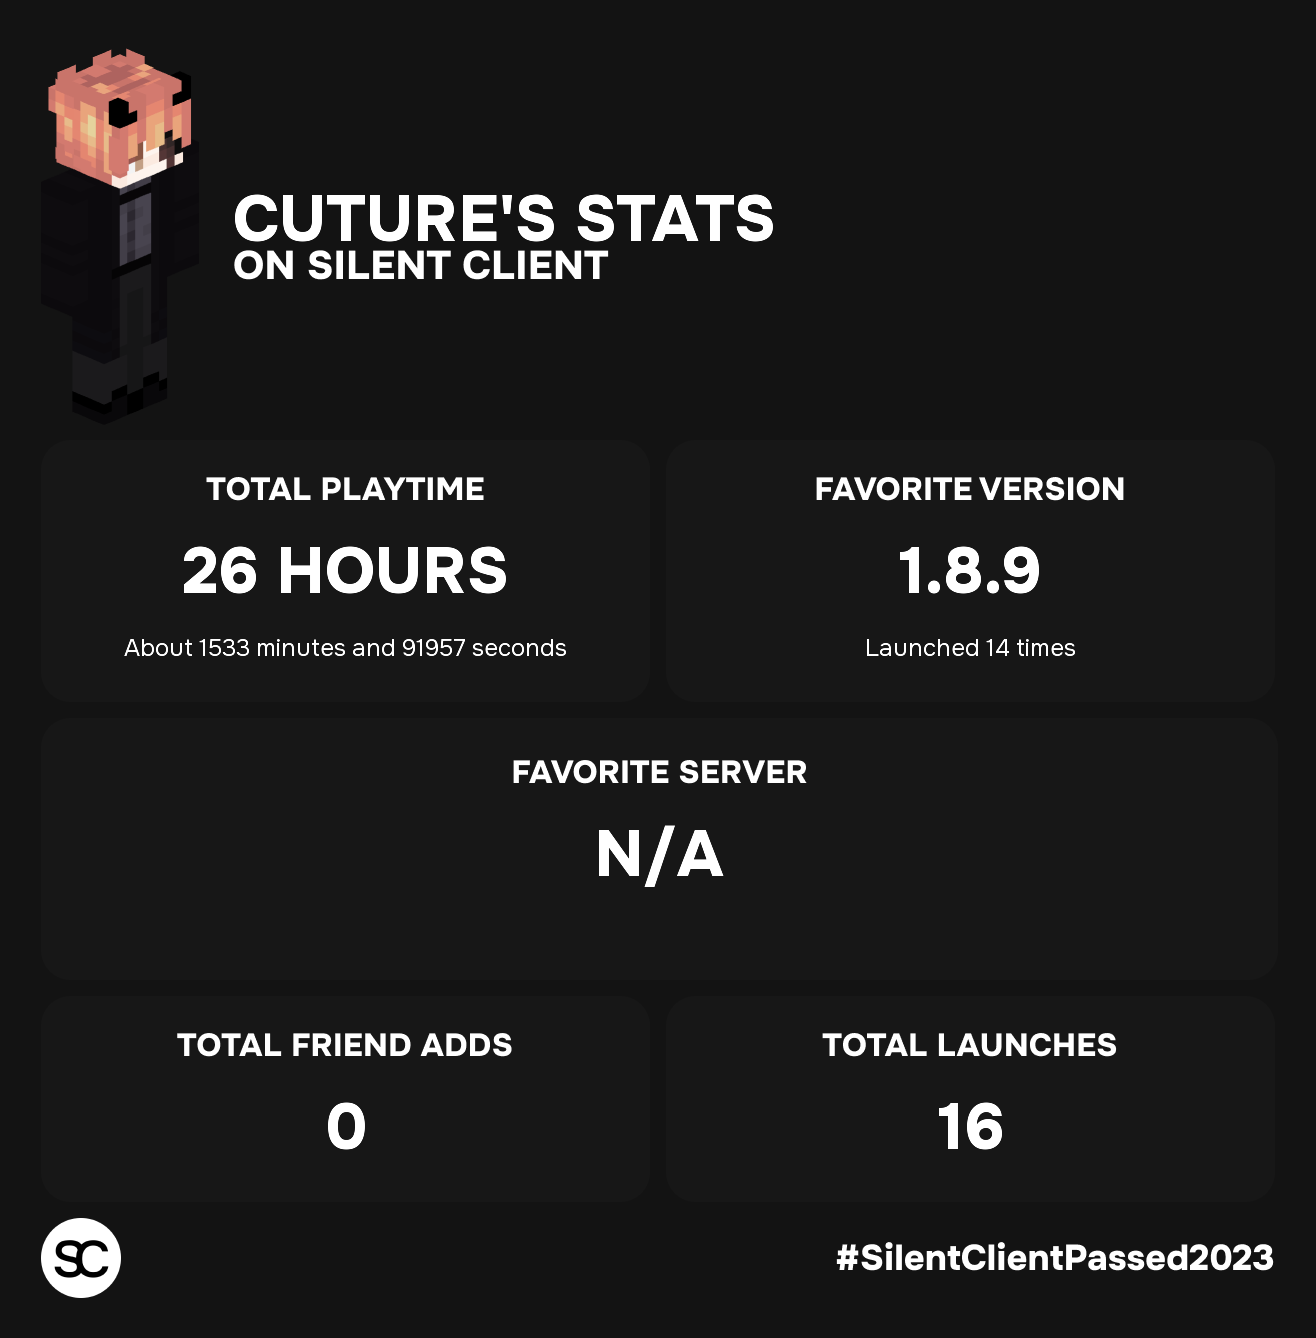 CUTURE'S STATS
ON SILENT CLIENT
TOTAL PLAYTIME
26 HOURS
About 1533 minutes and 91957 seconds
FAVORITE VERSION
1.8.9
Launched 14 times
FAVORITE SERVER
N/A
TOTAL FRIEND ADDS
0
TOTAL LAUNCHES
16
SC
#SilentClientPassed2023